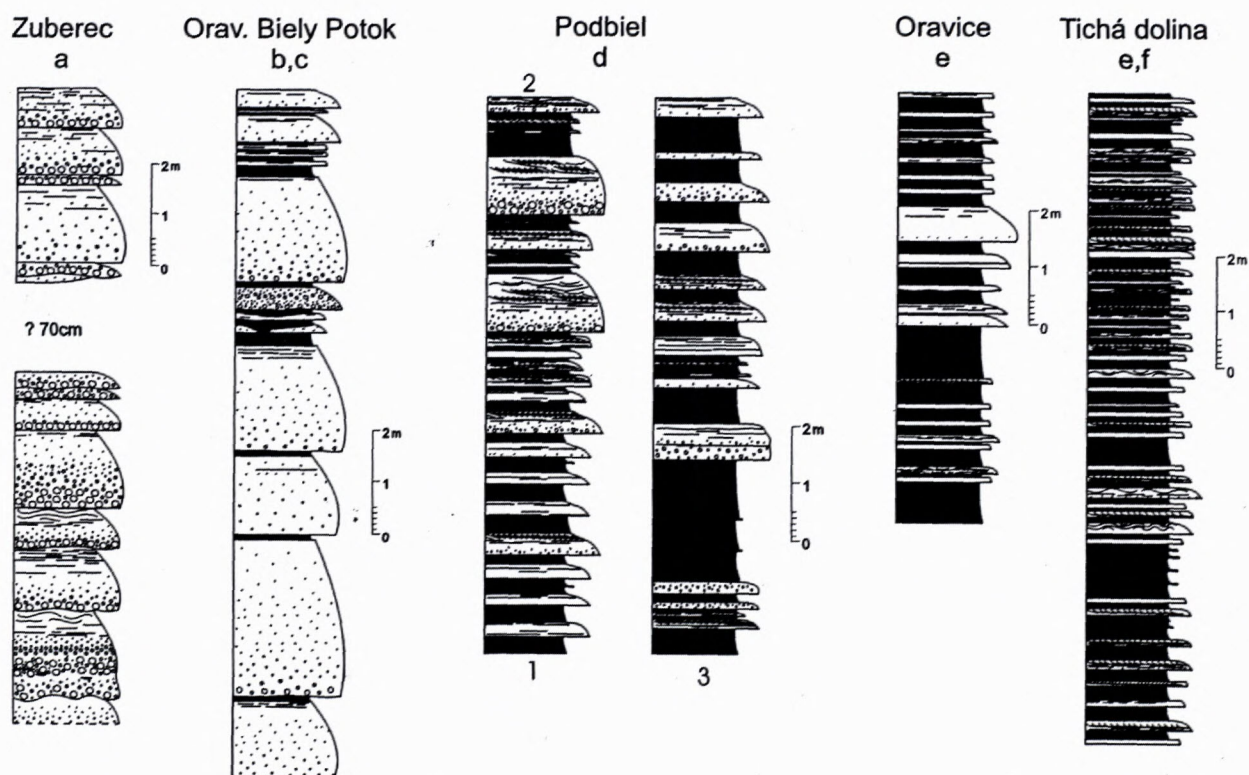 Zuberec
a
Orav. Biely Potok
b,c
Podbiel
d
Oravice
e
Tichá dolina
e,f
2m
1
0
? 70cm
2m
1
0
2
1
3
2m
1
0
2m
1
0
2m
1
0